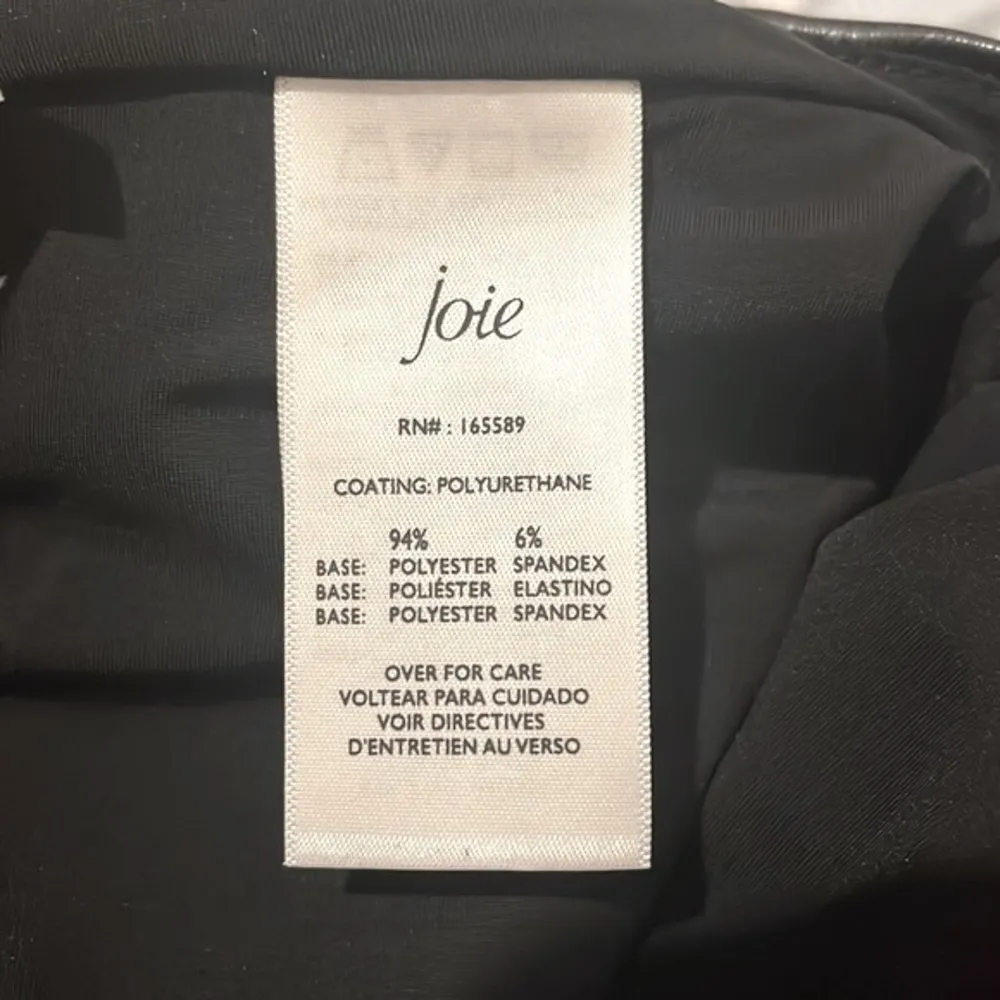 joie
RN# : 165589
COATING: POLYURETHANE
94% 6%
BASE: POLYESTER SPANDEX
BASE: POLIÉSTER ELASTINO
BASE: POLYESTER SPANDEX
OVER FOR CARE
VOLTEAR PARA CUIDADO
VOIR DIRECTIVES
D'ENTRETIEN AU VERSO